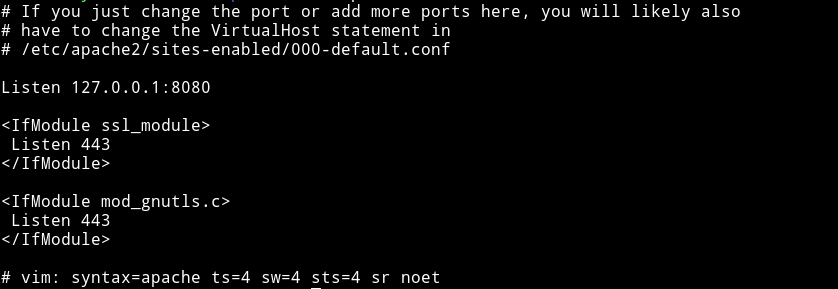 # If you just change the port or add more ports here, you will likely also
# have to change the VirtualHost statement in
# /etc/apache2/sites-enabled/000-default.conf
Listen 127.0.0.1:8080
<IfModule ssl_module>
 Listen 443
</IfModule>
<IfModule mod_gnutls.c>
 Listen 443
</IfModule>
# vim: syntax=apache ts=4 sw=4 sts=4 sr noet